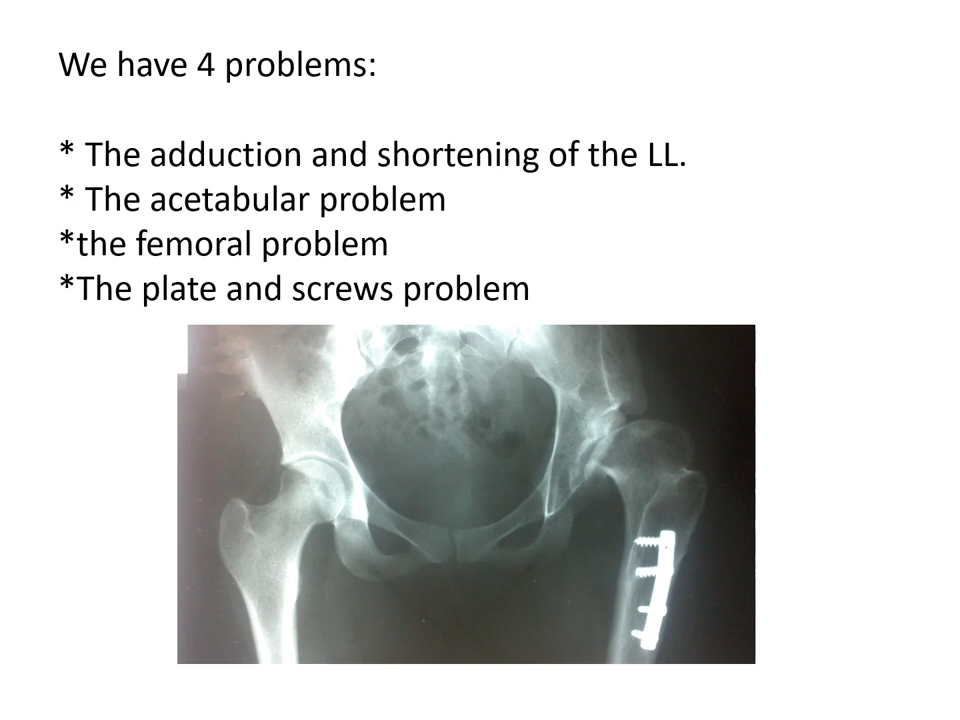 We have 4 problems:
* The adduction and shortening of the LL.
* The acetabular problem
*the femoral problem
*The plate and screws problem